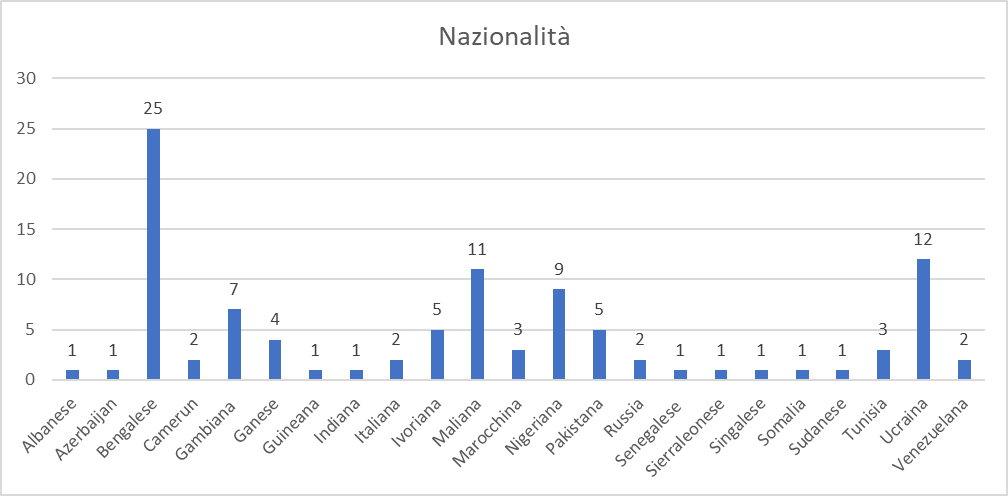 Nazionalità
30
25
20
15
10
5
0
1
1
25
2
7
4
1
1
2
5
11
3
9
5
2
1
1
1
1
1
3
12
2
Albanese
Azerbaijan
Bengalese
Camerun
Gambiana
Ganese
Guineana
Indiana
Italiana
Ivoriana
Maliana
Marocchina
Nigeriana
Pakistana
Russia
Senegalese
Sierraleonese
Singalese
Somalia
Sudanese
Tunisia
Ucraina
Venezuelana